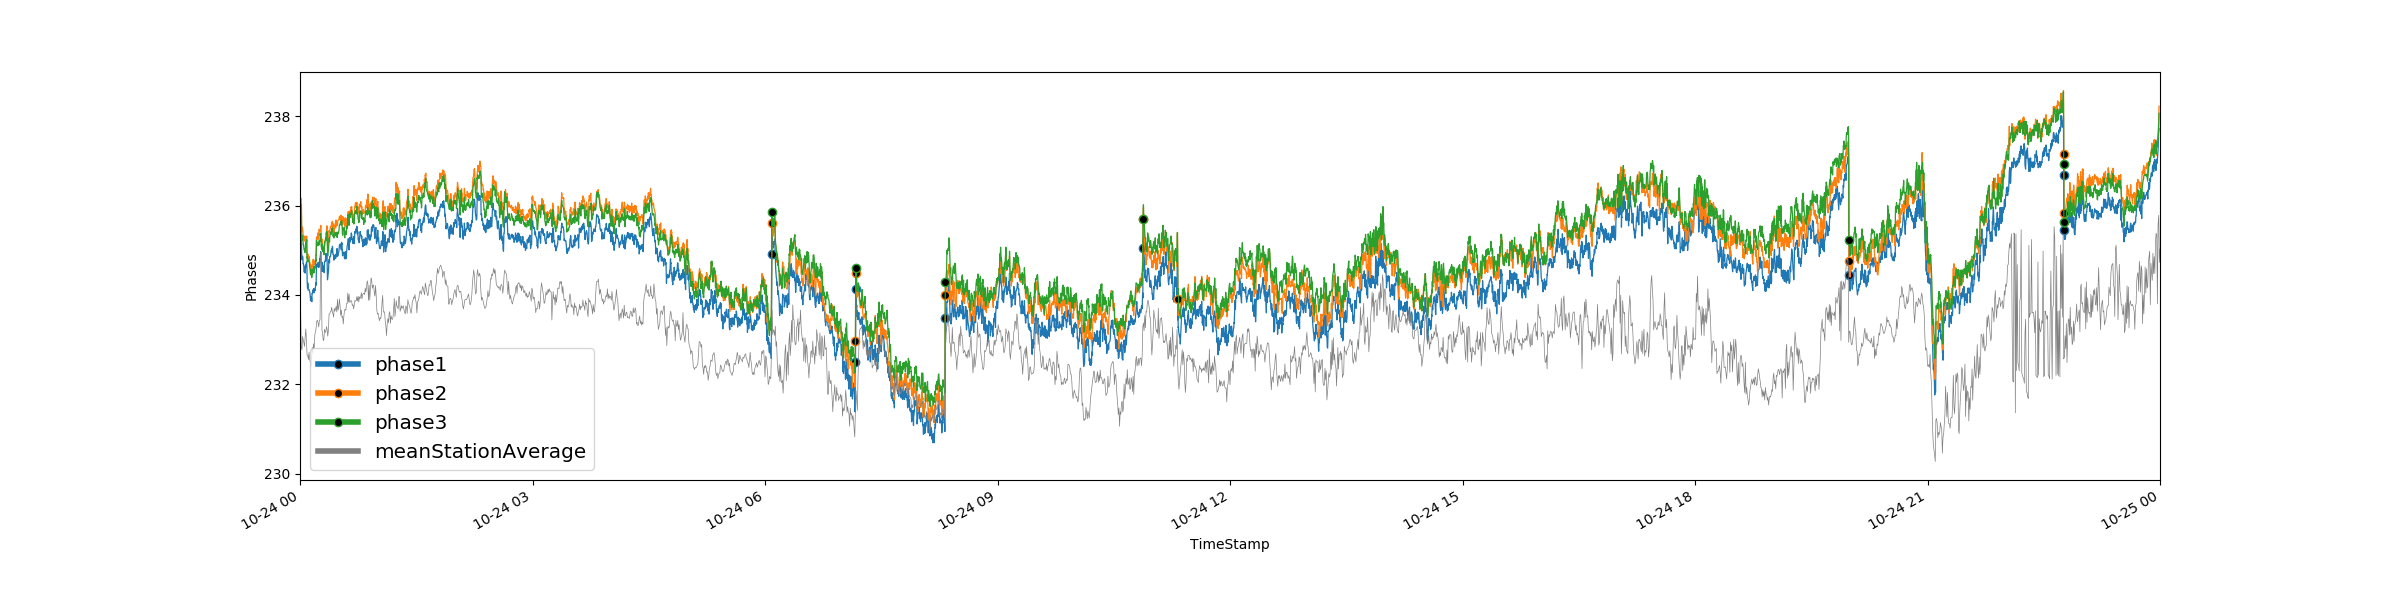 238
236
234
232
230
Phases
phase1
phase2
phase3
meanStationAverage
10-24 00
10-24 03
10-24 06
10-24 09
10-24 12
10-24 15
10-24 18
10-24 21
10-25 00
TimeStamp